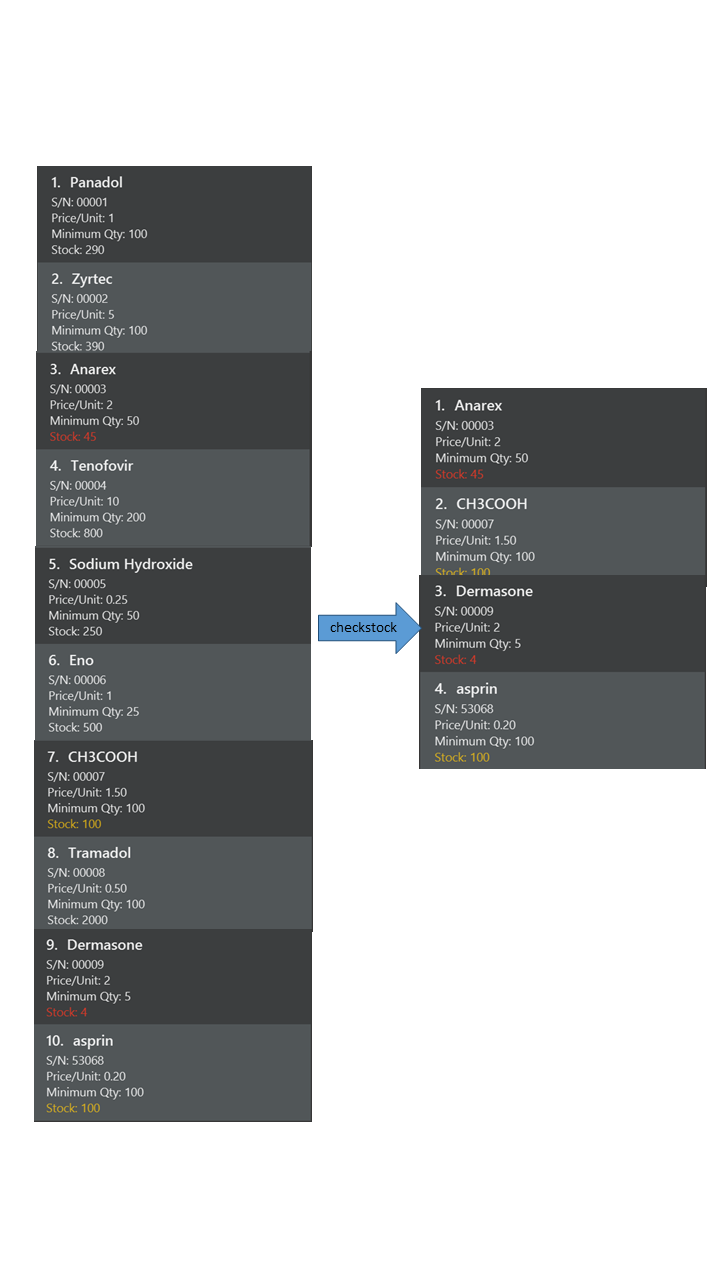 1. Panadol
S/N: 00001
Price/Unit: 1
Minimum Qty: 100
Stock: 290
2. Zyrtec
S/N: 00002
Price/Unit: 5
Minimum Qty: 100
Stock: 390
3. Anarex
S/N: 00003
Price/Unit: 2
Minimum Qty: 50
Stock: 45
4. Tenofovir
S/N: 00004
Price/Unit: 10
Minimum Qty: 200
Stock: 800
5. Sodium Hydroxide
S/N: 00005
Price/Unit: 0.25
Minimum Qty: 50
Stock: 250
6. Eno
S/N: 00006
Price/Unit: 1
Minimum Qty: 25
Stock: 500
7. CH3COOH
S/N: 00007
Price/Unit: 1.50
Minimum Qty: 100
Stock: 100
8. Tramadol
S/N: 00008
Price/Unit: 0.50
Minimum Qty: 100
Stock: 2000
9. Dermasone
S/N: 00009
Price/Unit: 2
Minimum Qty: 5
Stock: 4
10. asprin
S/N: 53068
Price/Unit: 0.20
Minimum Qty: 100
Stock: 100
checkstock
1. Anarex
S/N: 00003
Price/Unit: 2
Minimum Qty: 50
Stock: 45
2. CH3COOH
S/N: 00007
Price/Unit: 1.50
Minimum Qty: 100
Stock: 100
3. Dermasone
S/N: 00009
Price/Unit: 2
Minimum Qty: 5
Stock: 4
4. asprin
S/N: 53068
Price/Unit: 0.20
Minimum Qty: 100
Stock: 100